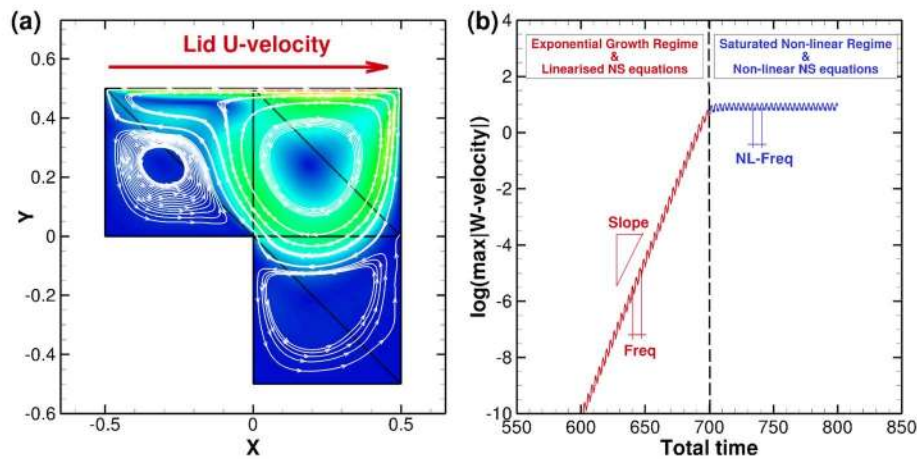 (a)
Lid U-velocity
0.6
0.4
0.2
0
-0.2
-0.4
-0.6
Y
-0.5
0
0.5
X
(b)
4
2
0
-2
-4
-6
-8
-10
log(max|W-velocity|)
Exponential Growth Regime
&
Linearised NS equations
Saturated Non-linear Regime
&
Non-linear NS equations
NL-Freq
Slope
Freq
550
600
650
700
750
800
850
Total time